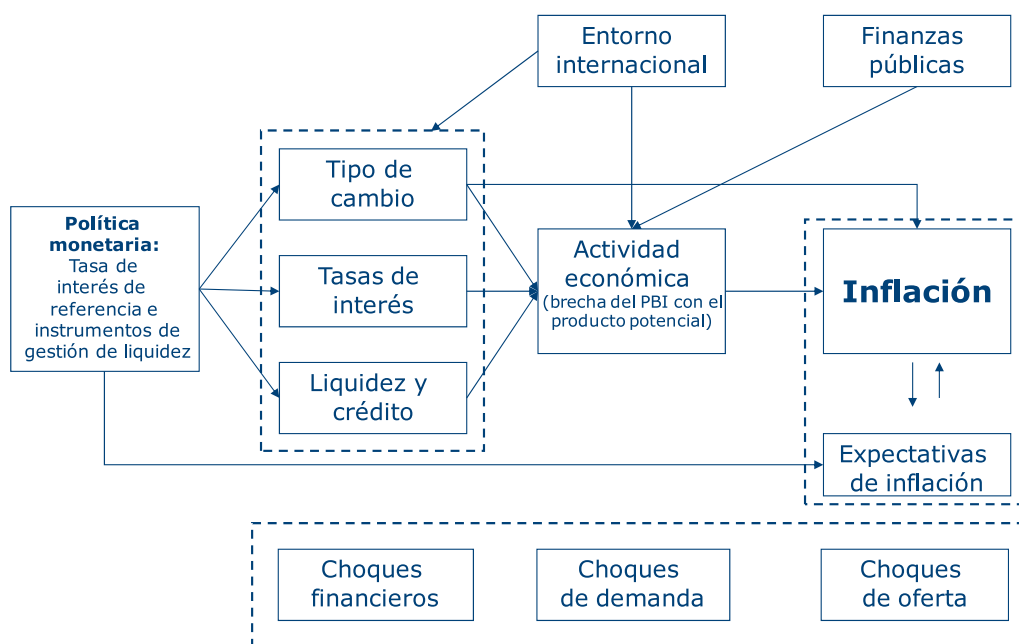 Entorno
internacional
Finanzas
públicas
Tipo de
cambio
Política
monetaria:
Tasa de
interés de
referencia e
instrumentos de
gestión de liquidez
Tasas de
interés
Actividad
económica
(brecha del PBI con el
producto potencial)
Inflación
Liquidez y
crédito
Expectativas
de inflación
Choques
financieros
Choques
de demanda
Choques
de oferta